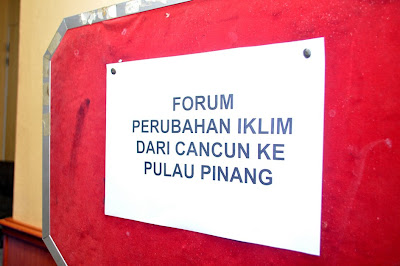 FORUM
PERUBAHAN IKLIM
DARI CANCUN KE
PULAU PINANG